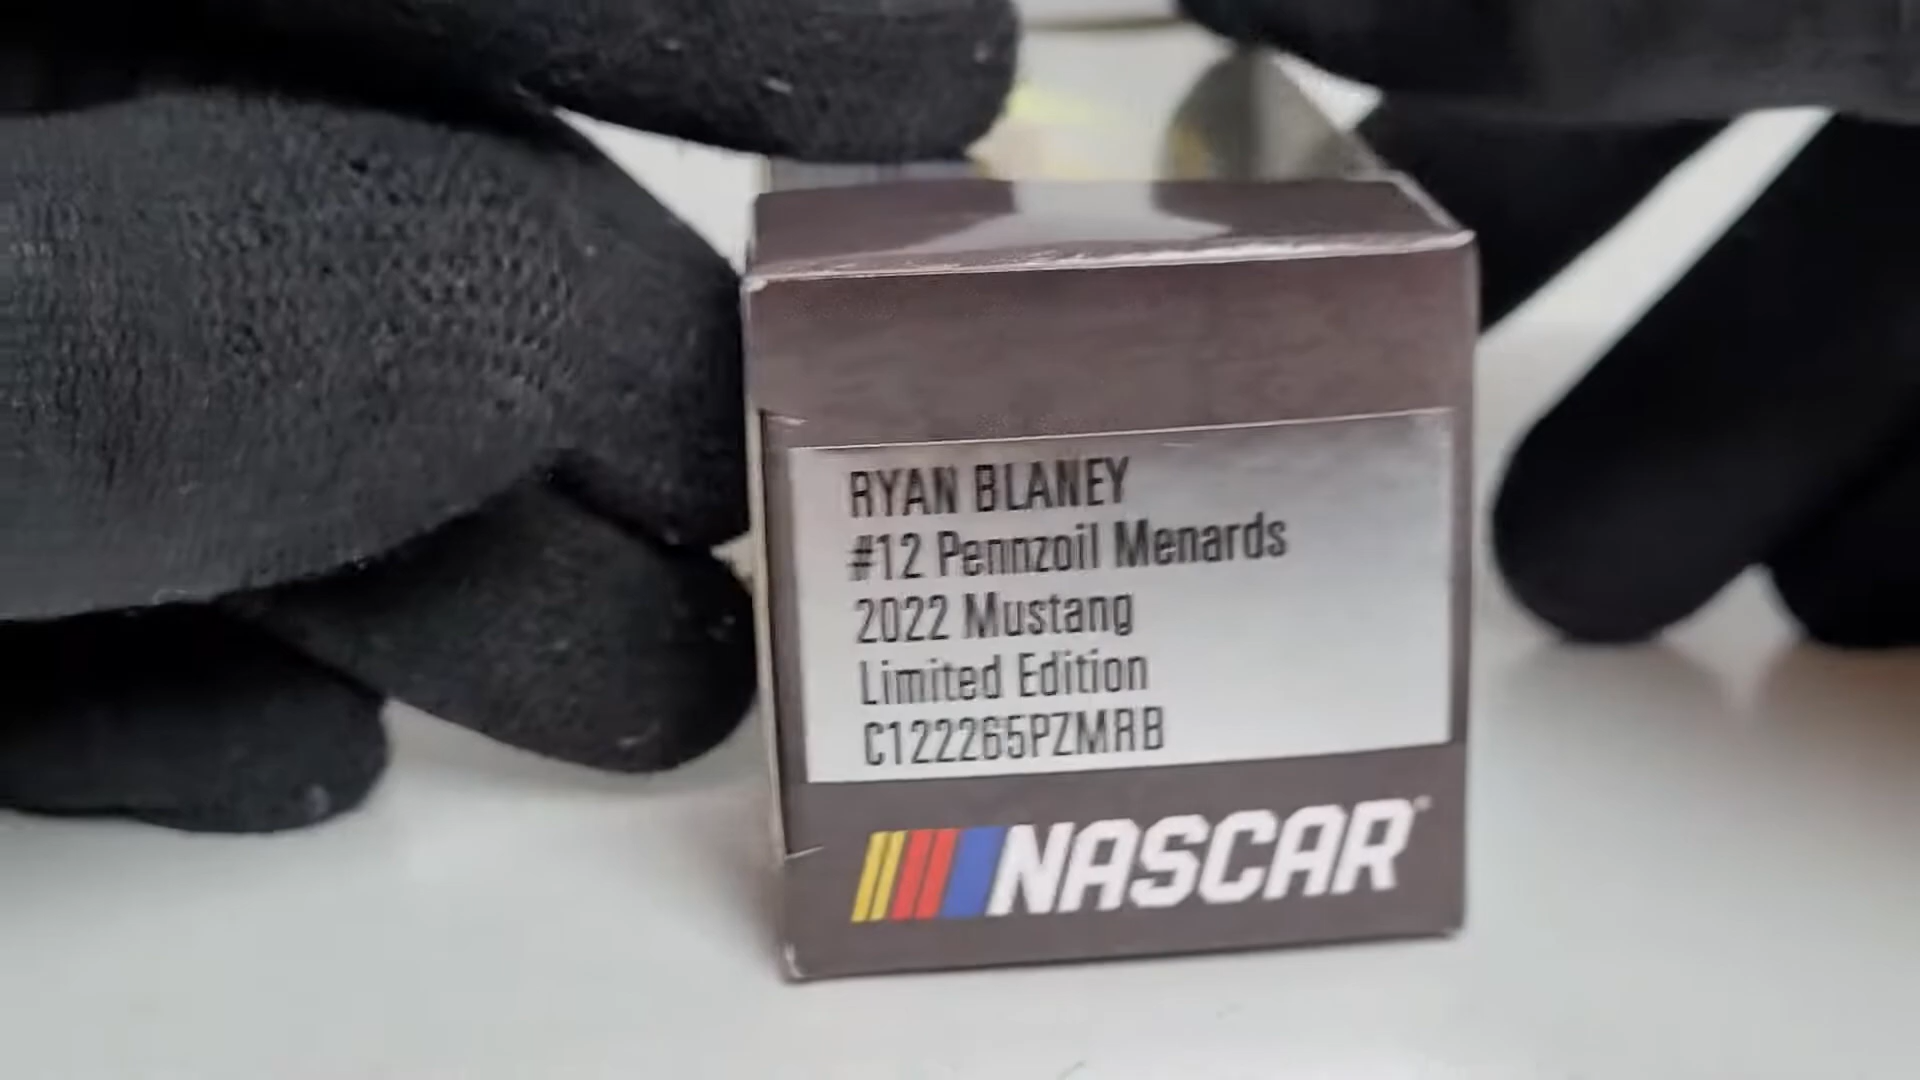 RYAN BLANEY
#12 Pennzoil Menards
2022 Mustang
Limited Edition
C122265PZMRB
NASCAR